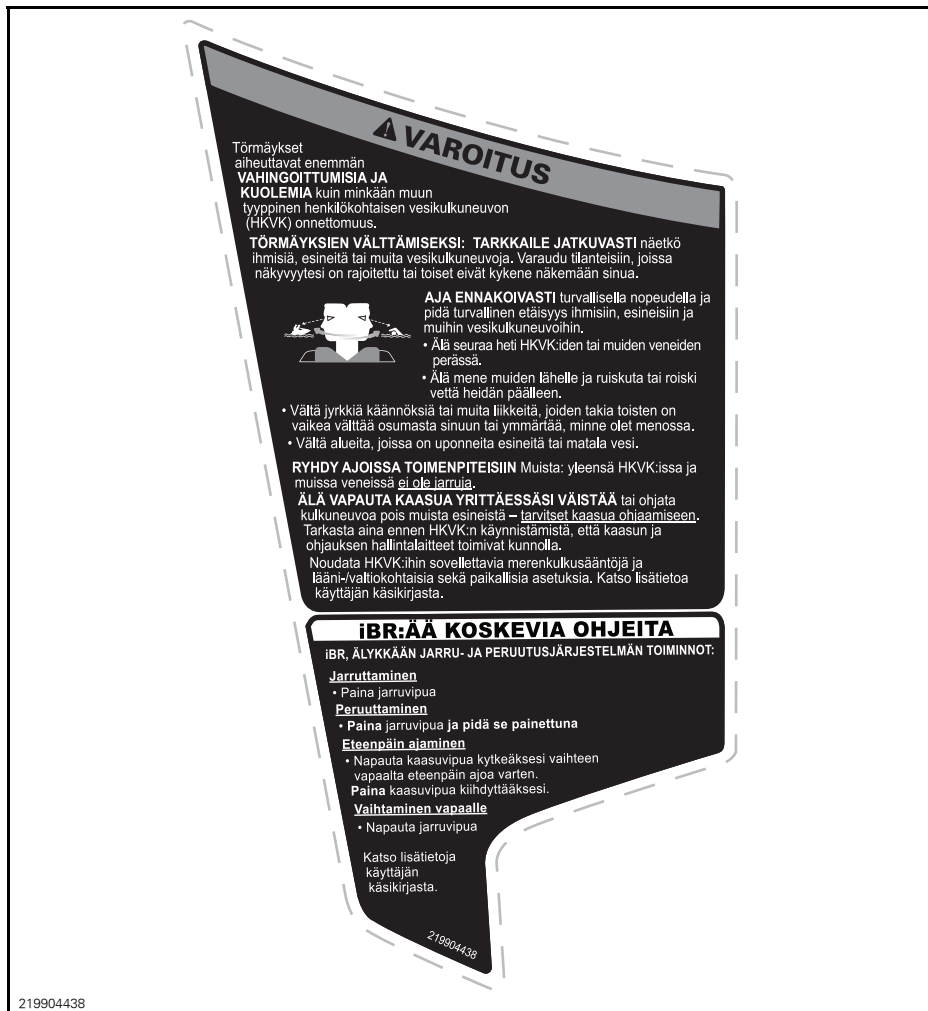 VAROITUS
Törmäykset
aiheuttavat enemmän
VAHINGOITTUMISIA JA
KUOLEMIA kuin minkään muun
tyyppinen henkilökohtaisen vesikulkuneuvon
(HKVK) onnettomuus.
TÖRMÄYKSIEN VÄLTTÄMISEKSI: TARKKAILE JATKUVASTI näetkö
ihmisiä, esineitä tai muita vesikulkuneuvoja. Varaudu tilanteisiin, joissa
näkyvyytesi on rajoitettu tai toiset eivät kykene näkemään sinua.
AJA ENNAKOIVASTI turvallisella nopeudella ja
pidä turvallinen etäisyys ihmisiin, esineisiin ja
muihin vesikulkuneuvoihin.
• Älä seuraa heti HKVK:iden tai muiden veneiden
perässä.
• Älä mene muiden lähelle ja ruiskuta tai roiski
vettä heidän päälleen.
• Vältä jyrkkiä käännöksiä tai muita liikkeitä, joiden takia toisten on
vaikea välttää osumasta sinuun tai ymmärtää, minne olet menossa.
• Vältä alueita, joissa on uponneita esineitä tai matala vesi.
RYHDY AJOISSA TOIMENPITEISIIN Muista: yleensä HKVK:issa ja
muissa veneissä ei ole jarruja.
ÄLÄ VAPAUTA KAASUA YRITTÄESSÄSI VÄISTÄÄ tai ohjata
kulkuneuvoa pois muista esineistä – tarvitset kaasua ohjaamiseen.
Tarkasta aina ennen HKVK:n käynnistämistä, että kaasun ja
ohjauksen hallintalaitteet toimivat kunnolla.
Noudata HKVK:ihin sovellettavia merenkulkusääntöjä ja
lääni-/valtiokohtaisia sekä paikallisia asetuksia. Katso lisätietoa
käyttäjän käsikirjasta.
iBR:ÄÄ KOSKEVIA OHJEITA
iBR, ÄLYKKÄÄN JARRU- JA PERUUTUSJÄRJESTELMÄN TOIMINNOT:
Jarruttaminen
• Paina jarruvipua
Peruuttaminen
• Paina jarruvipua ja pidä se painettuna
Eteenpäin ajaminen
• Napauta kaasuvipua kytkeäksesi vaihteen
vapaalta eteenpäin ajoa varten.
Paina kaasuvipua kiihdyttääksesi.
Vaihtaminen vapaalle
• Napauta jarruvipua
Katso lisätietoja
käyttäjän
käsikirjasta.
219904438
219904438